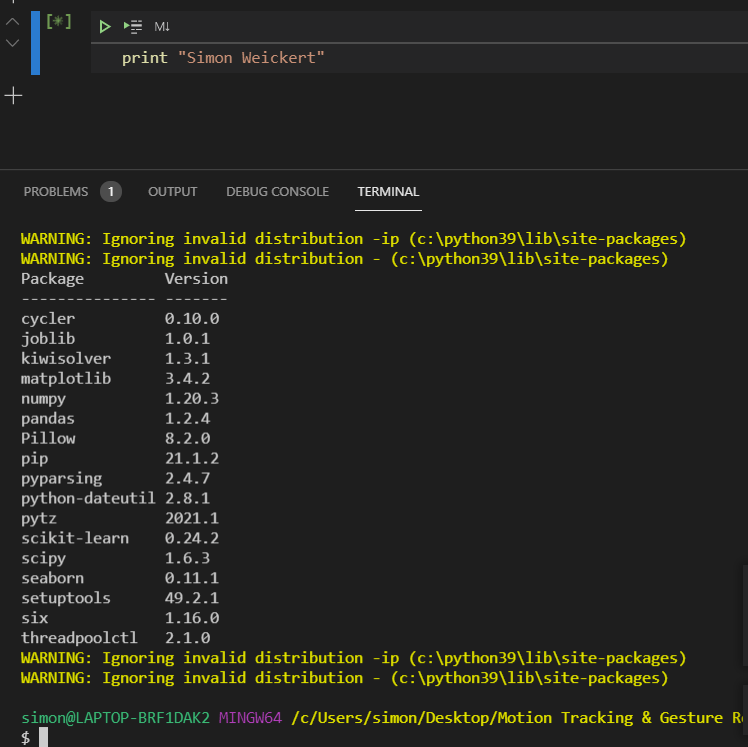 [*] M↓
print "Simon Weickert"
PROBLEMS 1 OUTPUT DEBUG CONSOLE TERMINAL
WARNING: Ignoring invalid distribution -ip (c:\python39\lib\site-packages)
WARNING: Ignoring invalid distribution - (c:\python39\lib\site-packages)
Package Version
--------------- -------
cycler 0.10.0
joblib 1.0.1
kiwisolver 1.3.1
matplotlib 3.4.2
numpy 1.20.3
pandas 1.2.4
Pillow 8.2.0
pip 21.1.2
pyparsing 2.4.7
python-dateutil 2.8.1
pytz 2021.1
scikit-learn 0.24.2
scipy 1.6.3
seaborn 0.11.1
setuptools 49.2.1
six 1.16.0
threadpoolctl 2.1.0
WARNING: Ignoring invalid distribution -ip (c:\python39\lib\site-packages)
WARNING: Ignoring invalid distribution - (c:\python39\lib\site-packages)
simon@LAPTOP-BRF1DAK2 MINGW64 /c/Users/simon/Desktop/Motion Tracking & Gesture
$